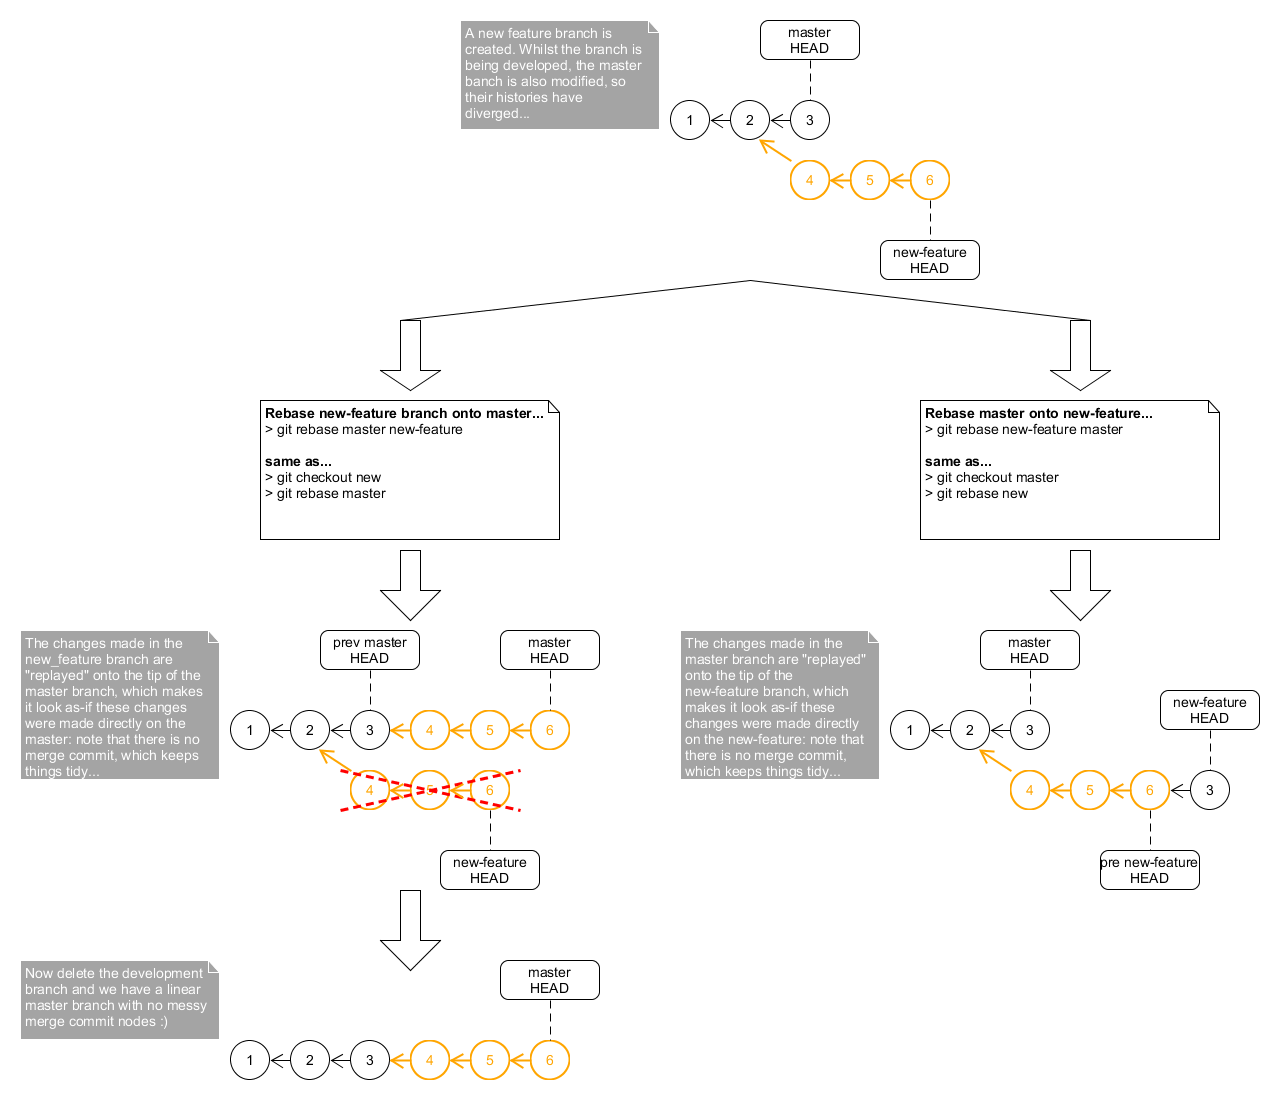 A new feature branch is
created. Whilst the branch is
being developed, the master
banch is also modified, so
their histories have
diverged...
master
HEAD
1
2
3
4
5
6
new-feature
HEAD
Rebase new-feature branch onto master...
> git rebase master new-feature
same as...
> git checkout new
> git rebase master
Rebase master onto new-feature...
> git rebase new-feature master
same as...
> git checkout master
> git rebase new
The changes made in the
new_feature branch are
"replayed" onto the tip of the
master branch, which makes
it look as-if these changes
were made directly on the
master: note that there is no
merge commit, which keeps
things tidy...
prev master
HEAD
master
HEAD
1
2
3
4
5
6
4
5
6
new-feature
HEAD
The changes made in the
master branch are "replayed"
onto the tip of the
new-feature branch, which
makes it look as-if these
changes were made directly
on the new-feature: note that
there is no merge commit,
which keeps things tidy...
master
HEAD
new-feature
HEAD
1
2
3
4
5
6
3
pre new-feature
HEAD
Now delete the development
branch and we have a linear
master branch with no messy
merge commit nodes :)
master
HEAD
1
2
3
4
5
6